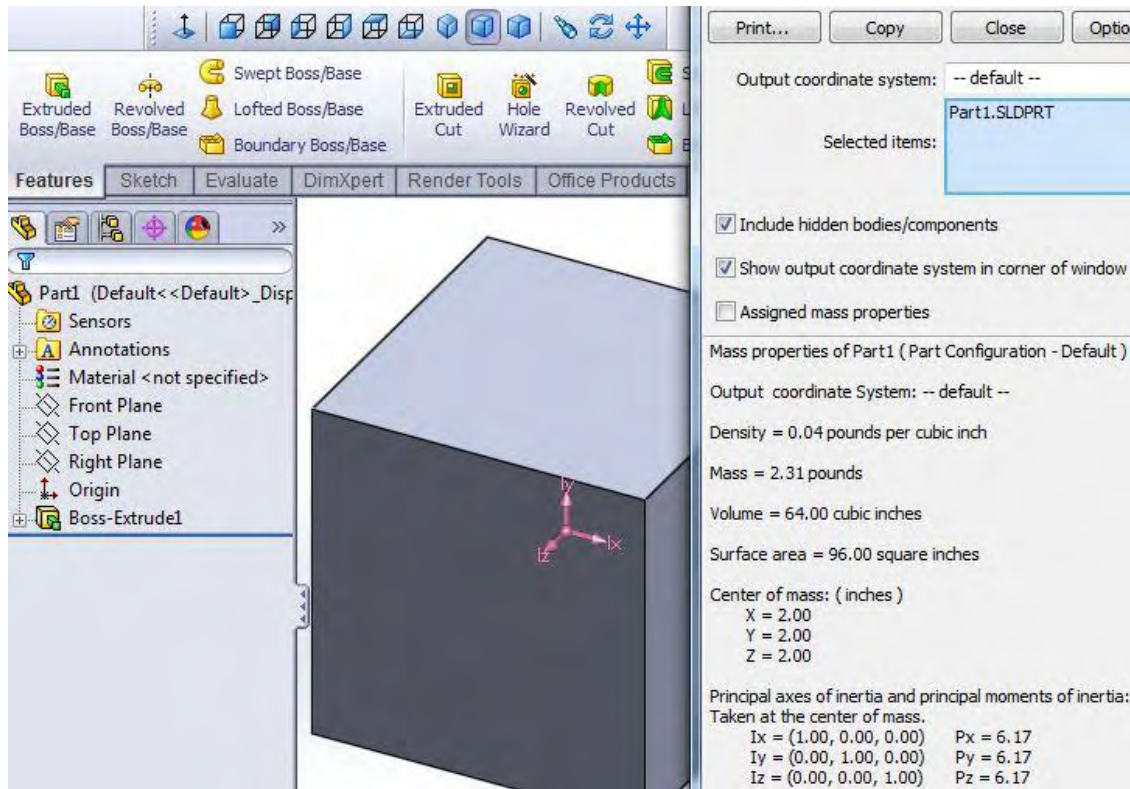 Extruded Boss/Base
Revolved Boss/Base
Swept Boss/Base
Lofted Boss/Base
Boundary Boss/Base
Extruded Cut
Hole Wizard
Revolved Cut
Features Sketch Evaluate DimXpert Render Tools Office Products
Part1 (Default<<Default>_Disp
Sensors
A Annotations
Material <not specified>
Front Plane
Top Plane
Right Plane
Origin
Boss-Extrude1
Iy
Ix
Iz
Print... Copy Close Optio
Output coordinate system: -- default --
Selected items: Part1.SLDPRT
Include hidden bodies/components
Show output coordinate system in corner of window
Assigned mass properties
Mass properties of Part1 ( Part Configuration - Default )
Output coordinate System: -- default --
Density = 0.04 pounds per cubic inch
Mass = 2.31 pounds
Volume = 64.00 cubic inches
Surface area = 96.00 square inches
Center of mass: ( inches )
X = 2.00
Y = 2.00
Z = 2.00
Principal axes of inertia and principal moments of inertia:
Taken at the center of mass.
Ix = (1.00, 0.00, 0.00) Px = 6.17
Iy = (0.00, 1.00, 0.00) Py = 6.17
Iz = (0.00, 0.00, 1.00) Pz = 6.17